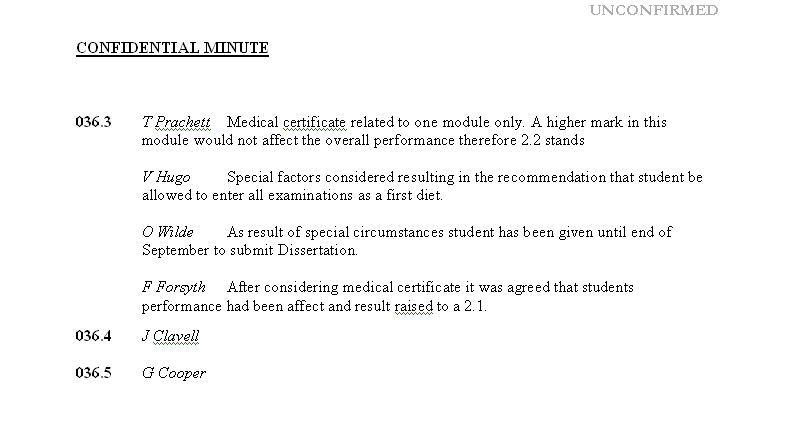 UNCONFIRMED
CONFIDENTIAL MINUTE
036.3 T Prachett Medical certificate related to one module only. A higher mark in this
module would not affect the overall performance therefore 2.2 stands
V Hugo Special factors considered resulting in the recommendation that student be
allowed to enter all examinations as a first diet.
O Wilde As result of special circumstances student has been given until end of
September to submit Dissertation.
F Forsyth After considering medical certificate it was agreed that students
performance had been affect and result raised to a 2.1.
036.4 J Clavell
036.5 G Cooper